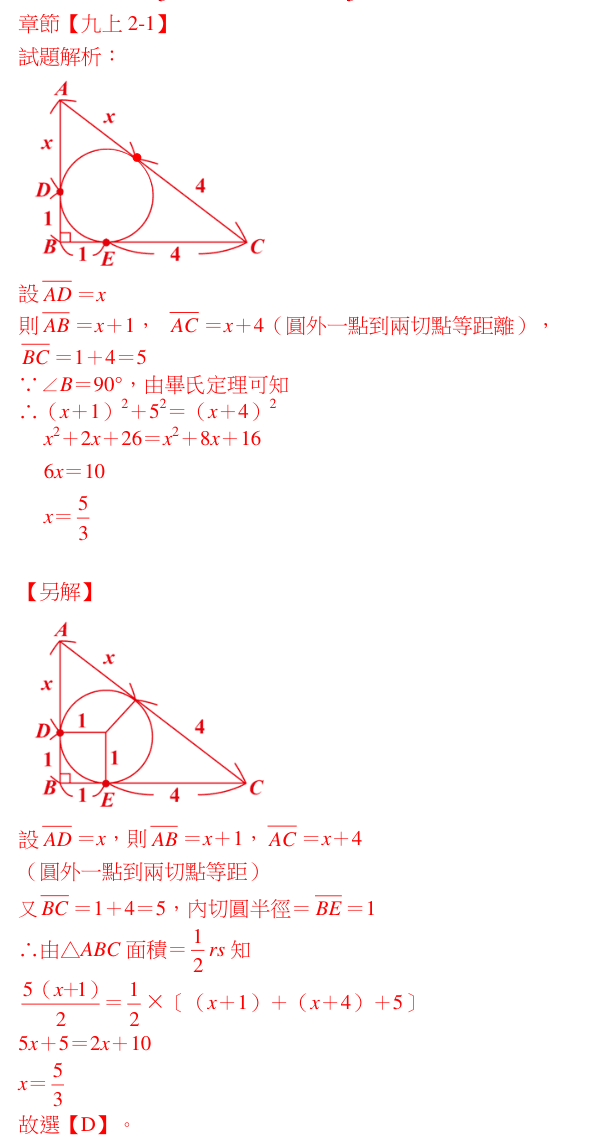 章節【九上 2-1】
試題解析：
A
x
x
D
4
1
B 1 E 4 C
設 AD＝x
則 AB＝x＋1， AC＝x＋4（圓外一點到兩切點等距離），
BC＝1＋4＝5
∵∠B＝90°，由畢氏定理可知
∴（x＋1）²＋5²＝（x＋4）²
x²＋2x＋26＝x²＋8x＋16
6x＝10
x＝5/3
【另解】
A
x
x
D 1 4
1 1
B 1 E 4 C
設 AD＝x，則 AB＝x＋1，AC＝x＋4
（圓外一點到兩切點等距）
又 BC＝1＋4＝5，內切圓半徑＝BE＝1
∴由△ABC 面積＝1/2 rs 知
5（x+1）/2＝1/2×〔（x＋1）＋（x＋4）＋5〕
5x＋5＝2x＋10
x＝5/3
故選【D】。